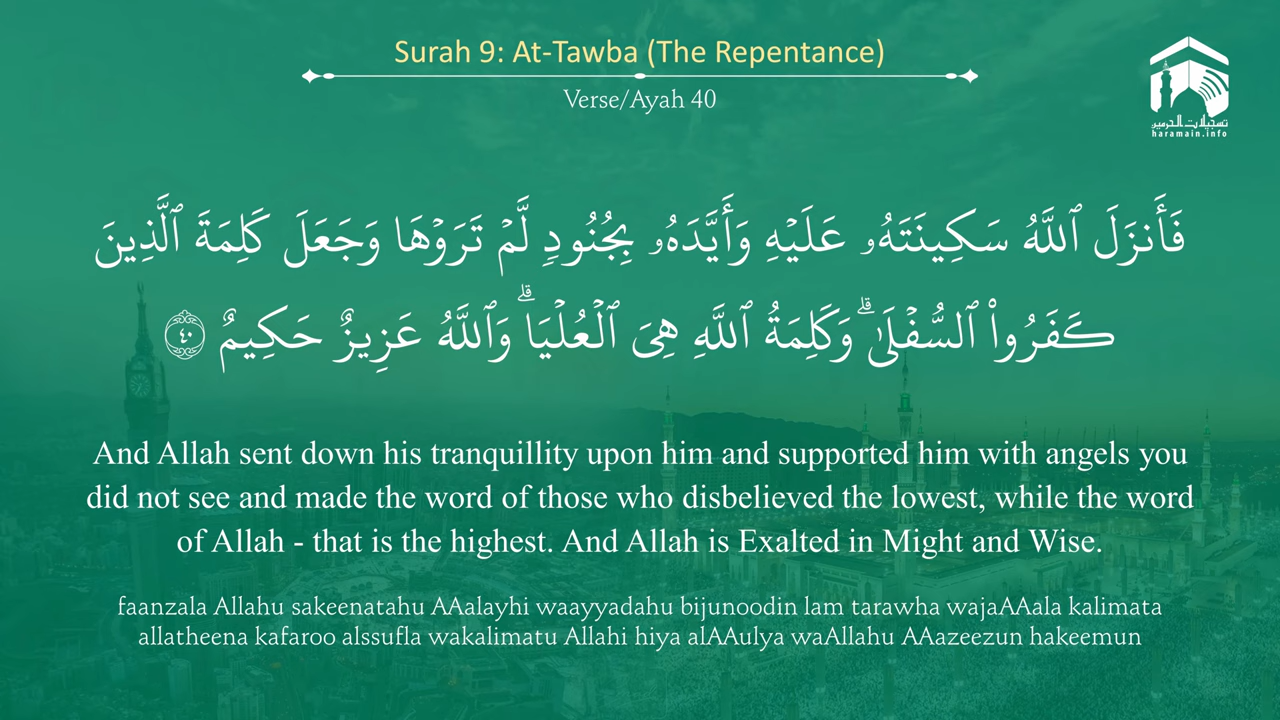 Surah 9: At-Tawba (The Repentance)
Verse/Ayah 40
تسجيلات الحرمين
haramain.info
فَأَنزَلَ ٱللَّهُ سَكِينَتَهُۥ عَلَيْهِ وَأَيَّدَهُۥ بِجُنُودٍ لَّمْ تَرَوْهَا وَجَعَلَ كَلِمَةَ ٱلَّذِينَ
كَفَرُوا۟ ٱلسُّفْلَىٰ ۗ وَكَلِمَةُ ٱللَّهِ هِىَ ٱلْعُلْيَا ۗ وَٱللَّهُ عَزِيزٌ حَكِيمٌ ٤٠
And Allah sent down his tranquillity upon him and supported him with angels you
did not see and made the word of those who disbelieved the lowest, while the word
of Allah - that is the highest. And Allah is Exalted in Might and Wise.
faanzala Allahu sakeenatahu AAalayhi waayyadahu bijunoodin lam tarawha wajaAAala kalimata
allatheena kafaroo alssufla wakalimatu Allahi hiya alAAulya waAllahu AAazeezun hakeemun